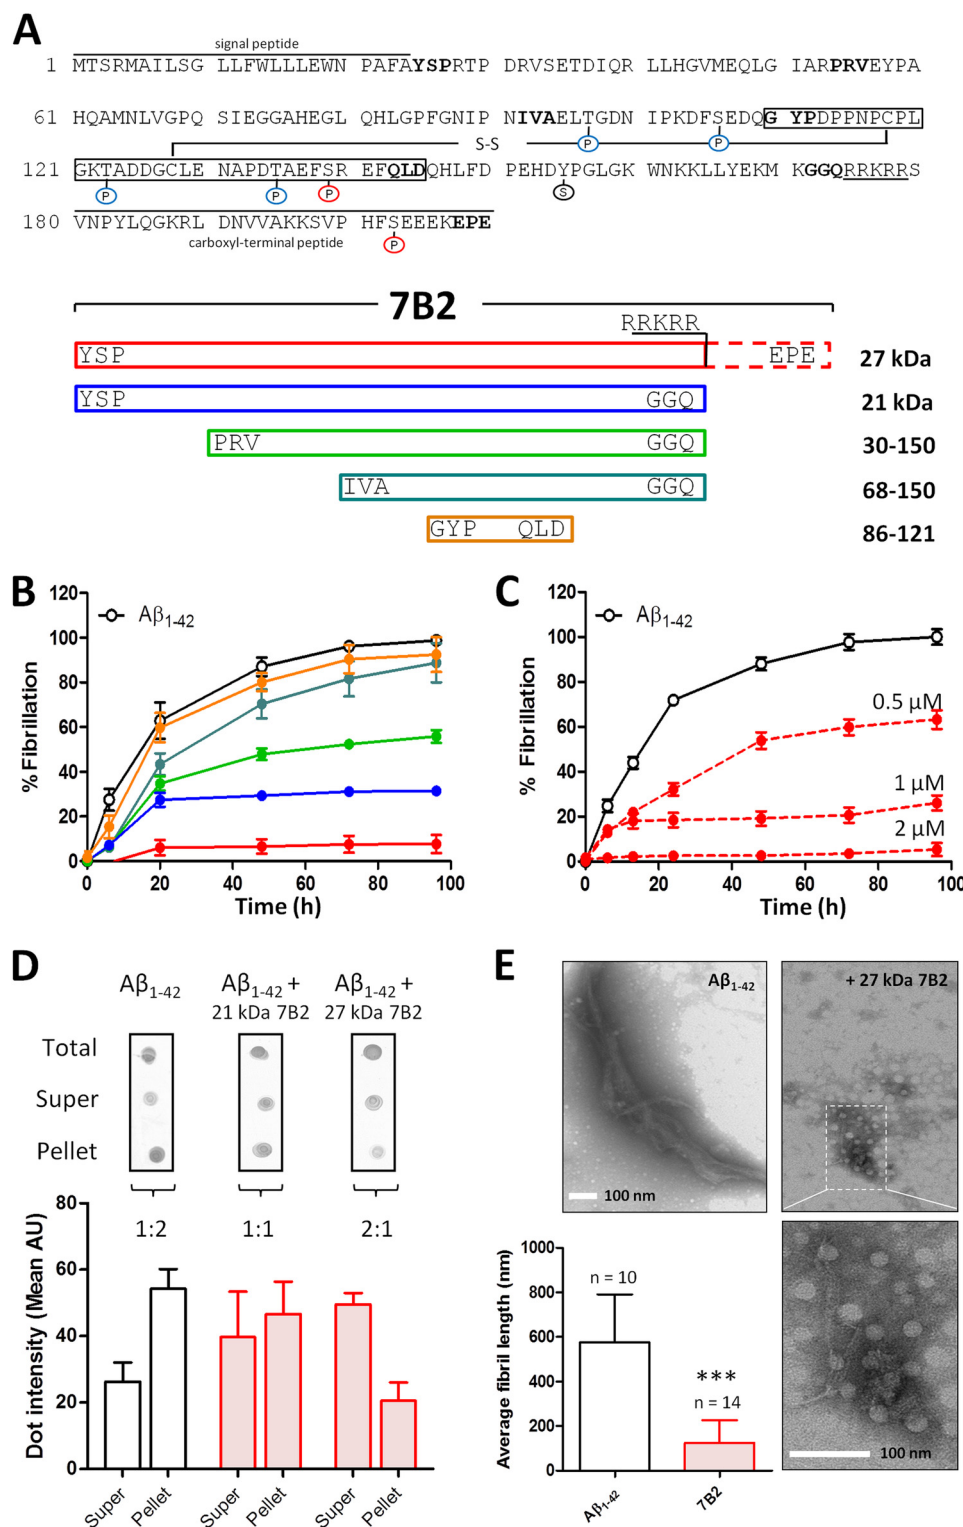 A
signal peptide
1 MTSRMAILSG LLFWLLLEWN PAFAYSPRTP DRVSETDIQR LLHGVMEQLG IARPRVEYPA
61 HQAMNLVGPQ SIEGGAHEGL QHLGPFGNIP NIVAELTGDN IPKDFSEDQG YPDPPNPCPL
S-S P P
121 GKTADDGCLE NAPDTAEFSR EFQLDQHLFD PEHDYPGLGK WNKKLLYEKM KGGQRRKRRS
P P P S
180 VNPYLQGKRL DNVVAKKSVP HFSEEEEKEPE
carboxyl-terminal peptide P
7B2
RRKRR
YSP EPE 27 kDa
YSP GGQ 21 kDa
PRV GGQ 30-150
IVA GGQ 68-150
GYP QLD 86-121
B
Aβ1-42
% Fibrillation
120
100
80
60
40
20
0
0 20 40 60 80 100
Time (h)
C
Aβ1-42
% Fibrillation
120
100
80
60
40
20
0
0.5 µM
1 µM
2 µM
0 20 40 60 80 100
Time (h)
D
Aβ1-42
Aβ1-42 + 21 kDa 7B2
Aβ1-42 + 27 kDa 7B2
Total
Super
Pellet
1:2 1:1 2:1
Dot intensity (Mean AU)
80
60
40
20
0
Super Pellet Super Pellet Super Pellet
E
Aβ1-42
100 nm
+ 27 kDa 7B2
100 nm
Average fibril length (nm)
1000
800
600
400
200
0
n = 10
***
n = 14
Aβ1-42 7B2